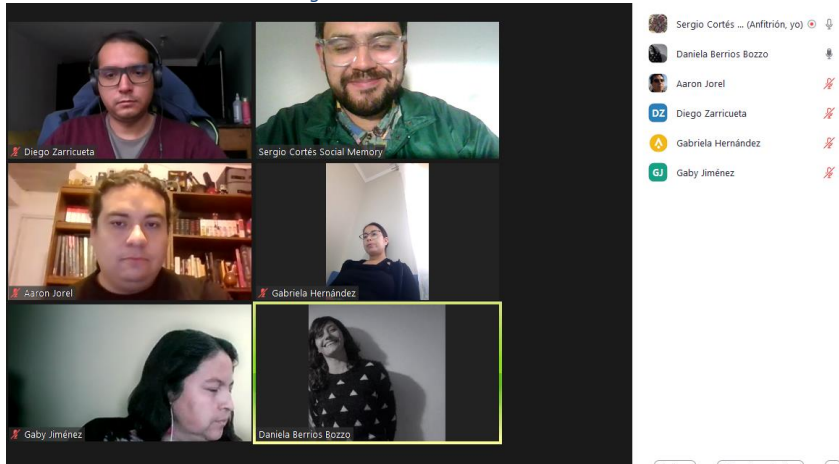 Diego Zarricueta
Sergio Cortés Social Memory
Aaron Jorel
Gabriela Hernández
Gaby Jiménez
Daniela Berrios Bozzo
Sergio Cortés ... (Anfitrión, yo)
Daniela Berrios Bozzo
Aaron Jorel
DZ Diego Zarricueta
Gabriela Hernández
GJ Gaby Jiménez